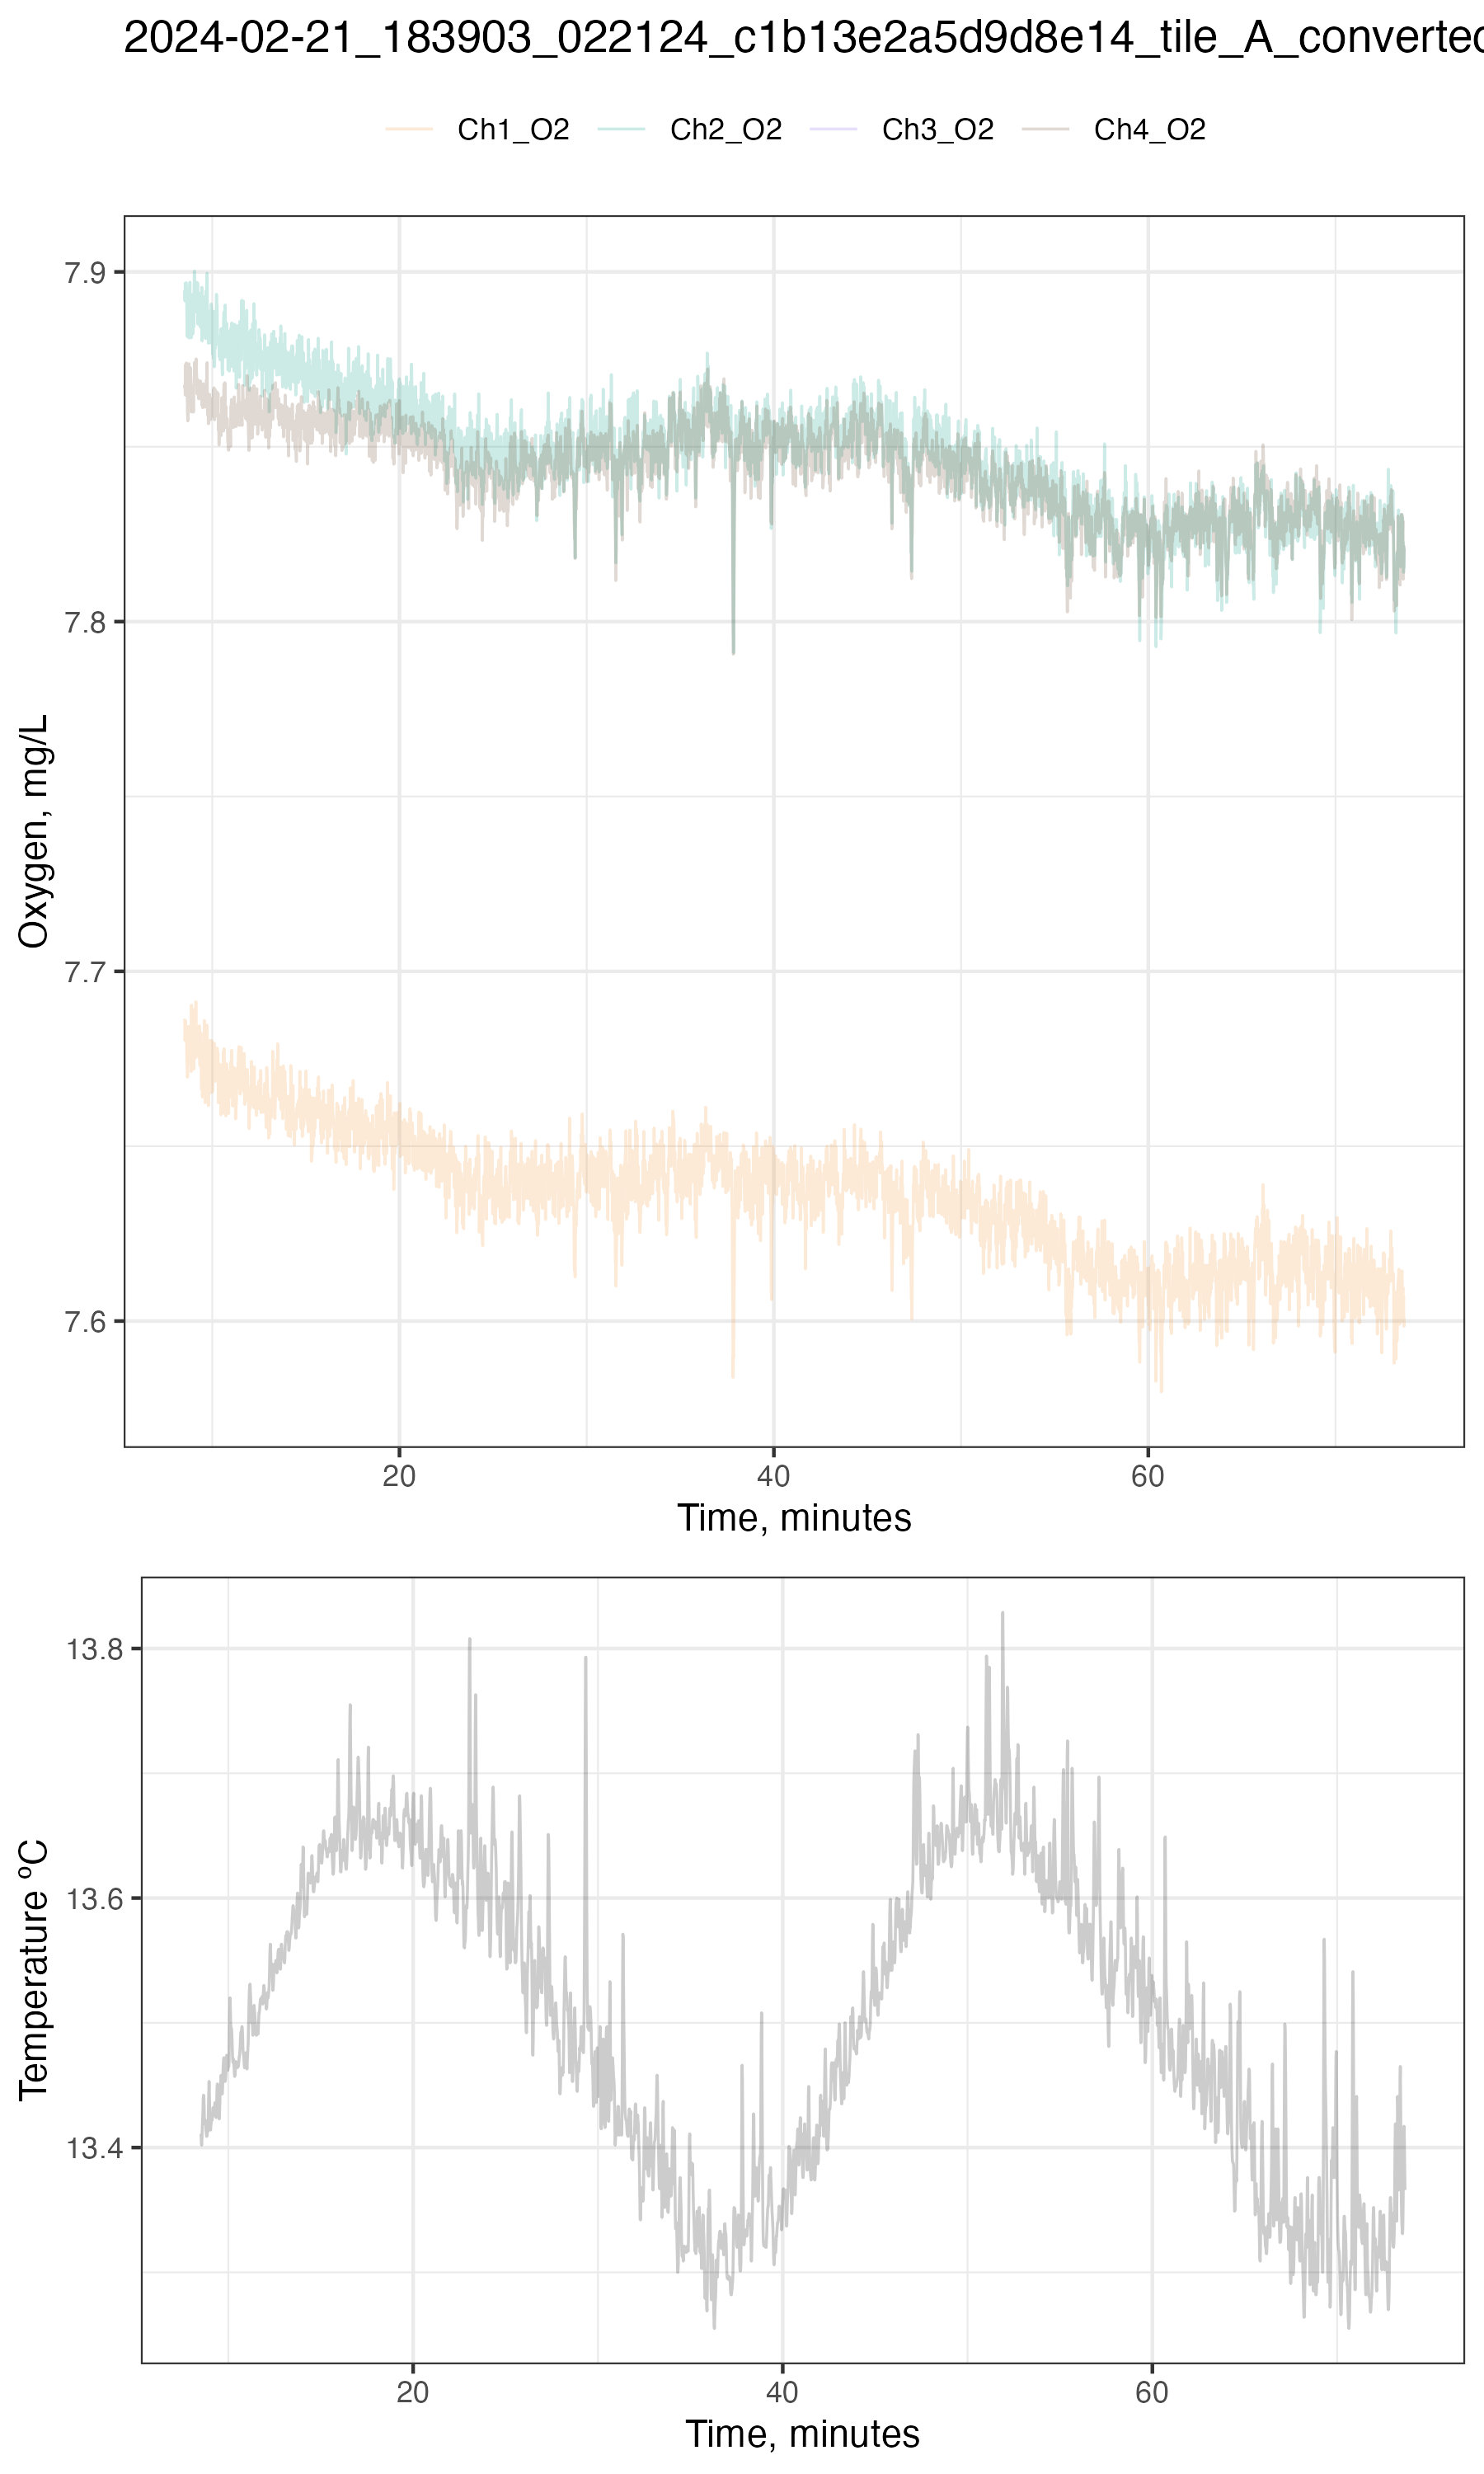 2024-02-21_183903_022124_c1b13e2a5d9d8e14_tile_A_converted
Ch1_O2 Ch2_O2 Ch3_O2 Ch4_O2
7.9
7.8
7.7
7.6
Oxygen, mg/L
20 40 60
Time, minutes
13.8
13.6
13.4
Temperature ºC
20 40 60
Time, minutes